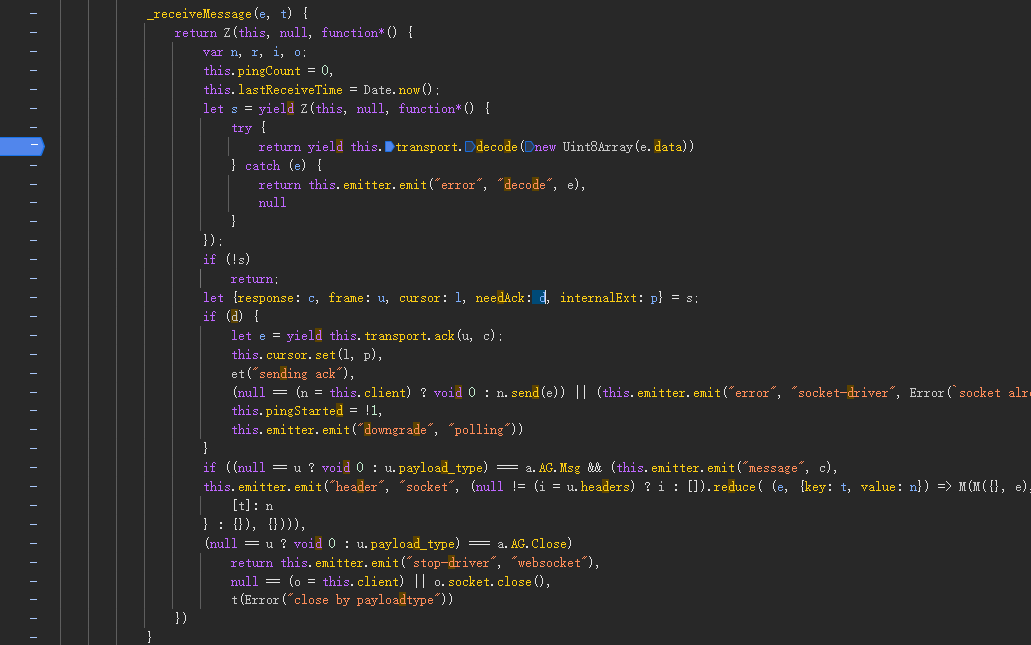 _receiveMessage(e, t) {
return Z(this, null, function*() {
var n, r, i, o;
this.pingCount = 0,
this.lastReceiveTime = Date.now();
let s = yield Z(this, null, function*() {
try {
return yield this.transport.decode(new Uint8Array(e.data))
} catch (e) {
return this.emitter.emit("error", "decode", e),
null
}
});
if (!s)
return;
let {response: c, frame: u, cursor: l, needAck: d, internalExt: p} = s;
if (d) {
let e = yield this.transport.ack(u, c);
this.cursor.set(l, p),
et("sending ack"),
(null == (n = this.client) ? void 0 : n.send(e)) || (this.emitter.emit("error", "socket-driver", Error(`socket alre
this.pingStarted = !1,
this.emitter.emit("downgrade", "polling"))
}
if ((null == u ? void 0 : u.payload_type) === a.AG.Msg && (this.emitter.emit("message", c),
this.emitter.emit("header", "socket", (null != (i = u.headers) ? i : []).reduce( (e, {key: t, value: n}) => M(M({}, e),
[t]: n
} : {}), {}))),
(null == u ? void 0 : u.payload_type) === a.AG.Close)
return this.emitter.emit("stop-driver", "websocket"),
null == (o = this.client) || o.socket.close(),
t(Error("close by payloadtype"))
})
}